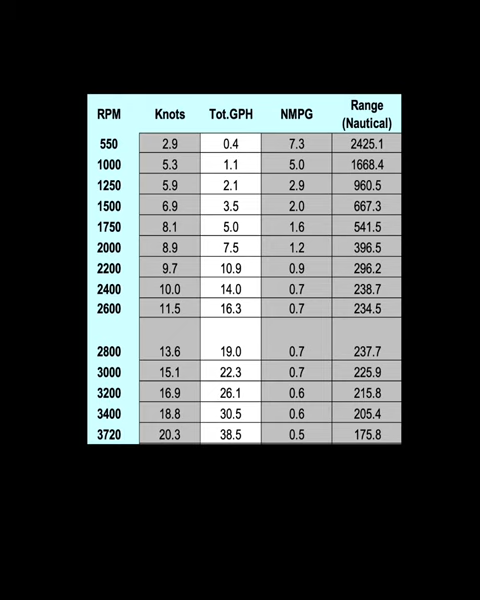 RPM Knots Tot.GPH NMPG Range (Nautical)
550 2.9 0.4 7.3 2425.1
1000 5.3 1.1 5.0 1668.4
1250 5.9 2.1 2.9 960.5
1500 6.9 3.5 2.0 667.3
1750 8.1 5.0 1.6 541.5
2000 8.9 7.5 1.2 396.5
2200 9.7 10.9 0.9 296.2
2400 10.0 14.0 0.7 238.7
2600 11.5 16.3 0.7 234.5
2800 13.6 19.0 0.7 237.7
3000 15.1 22.3 0.7 225.9
3200 16.9 26.1 0.6 215.8
3400 18.8 30.5 0.6 205.4
3720 20.3 38.5 0.5 175.8